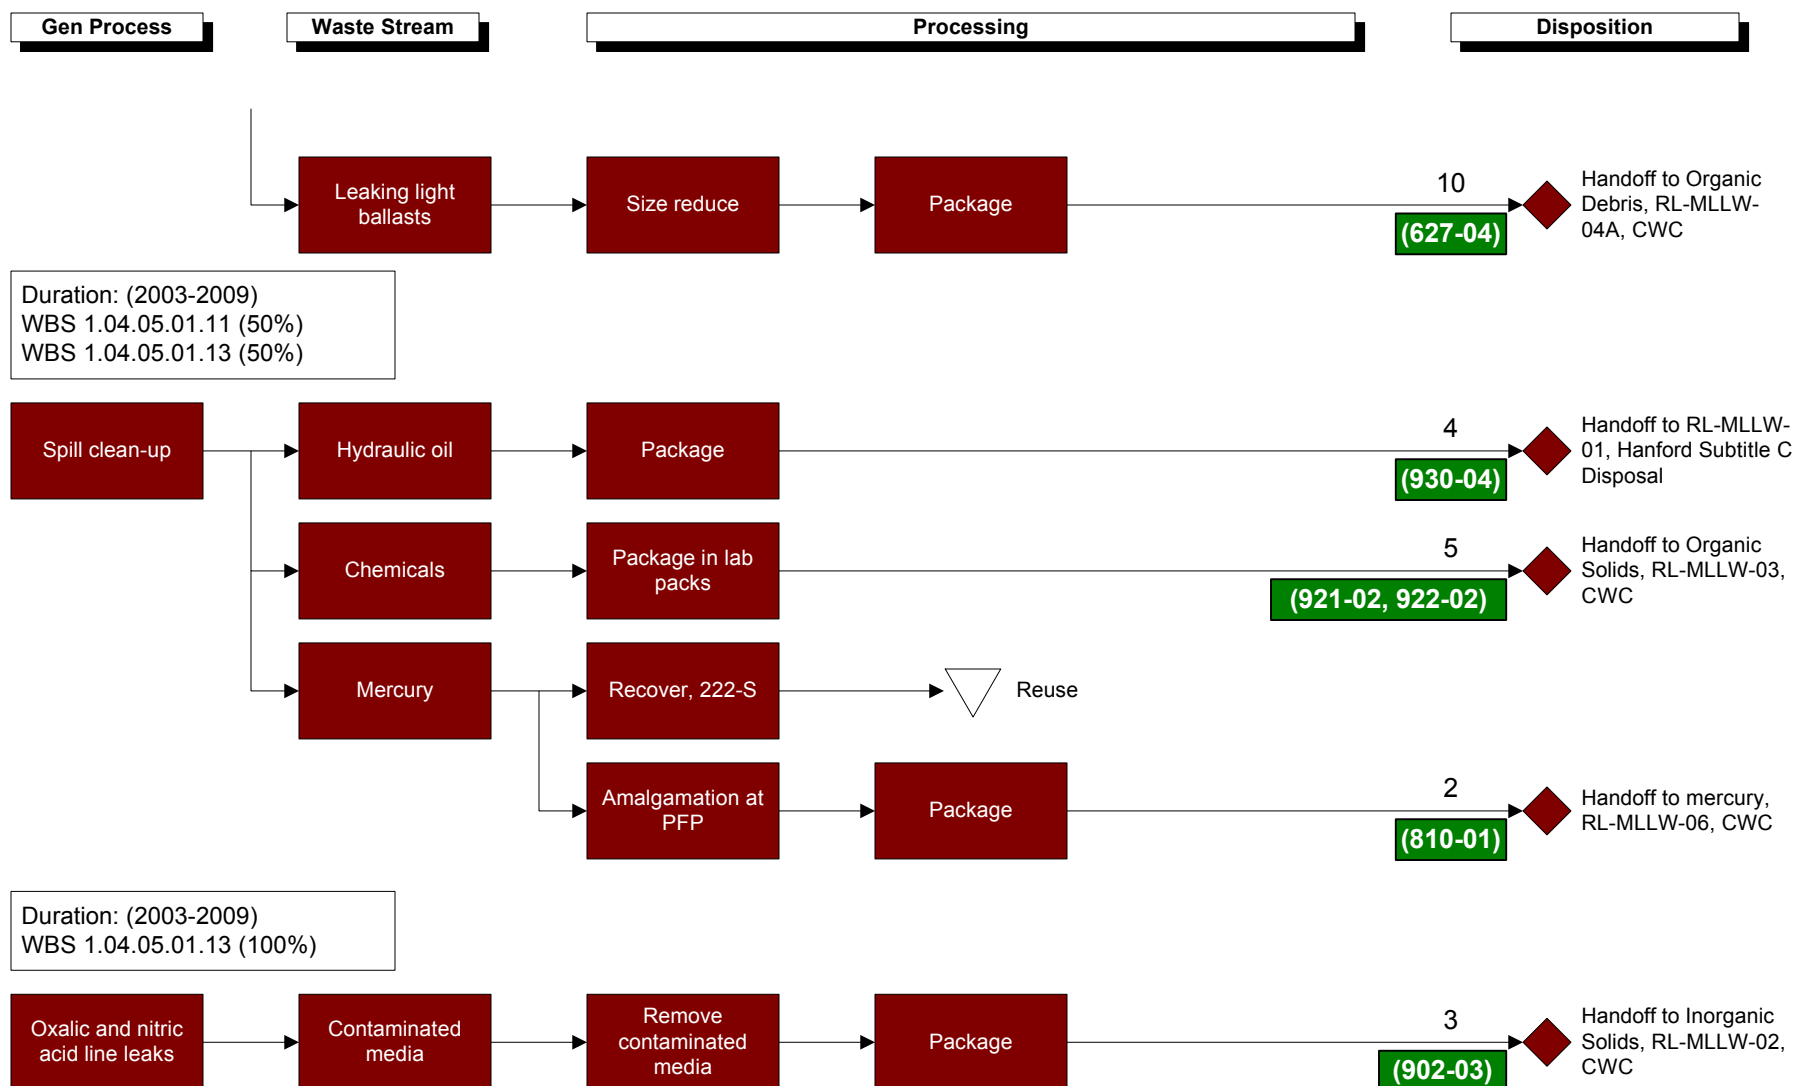 Gen Process
Waste Stream
Processing
Disposition
Leaking light
ballasts
Size reduce
Package
10
(627-04)
Handoff to Organic
Debris, RL-MLLW-
04A, CWC
Duration: (2003-2009)
WBS 1.04.05.01.11 (50%)
WBS 1.04.05.01.13 (50%)
Spill clean-up
Hydraulic oil
Package
4
(930-04)
Handoff to RL-MLLW-
01, Hanford Subtitle C
Disposal
Chemicals
Package in lab
packs
5
(921-02, 922-02)
Handoff to Organic
Solids, RL-MLLW-03,
CWC
Mercury
Recover, 222-S
Reuse
Amalgamation at
PFP
Package
2
(810-01)
Handoff to mercury,
RL-MLLW-06, CWC
Duration: (2003-2009)
WBS 1.04.05.01.13 (100%)
Oxalic and nitric
acid line leaks
Contaminated
media
Remove
contaminated
media
Package
3
(902-03)
Handoff to Inorganic
Solids, RL-MLLW-02,
CWC